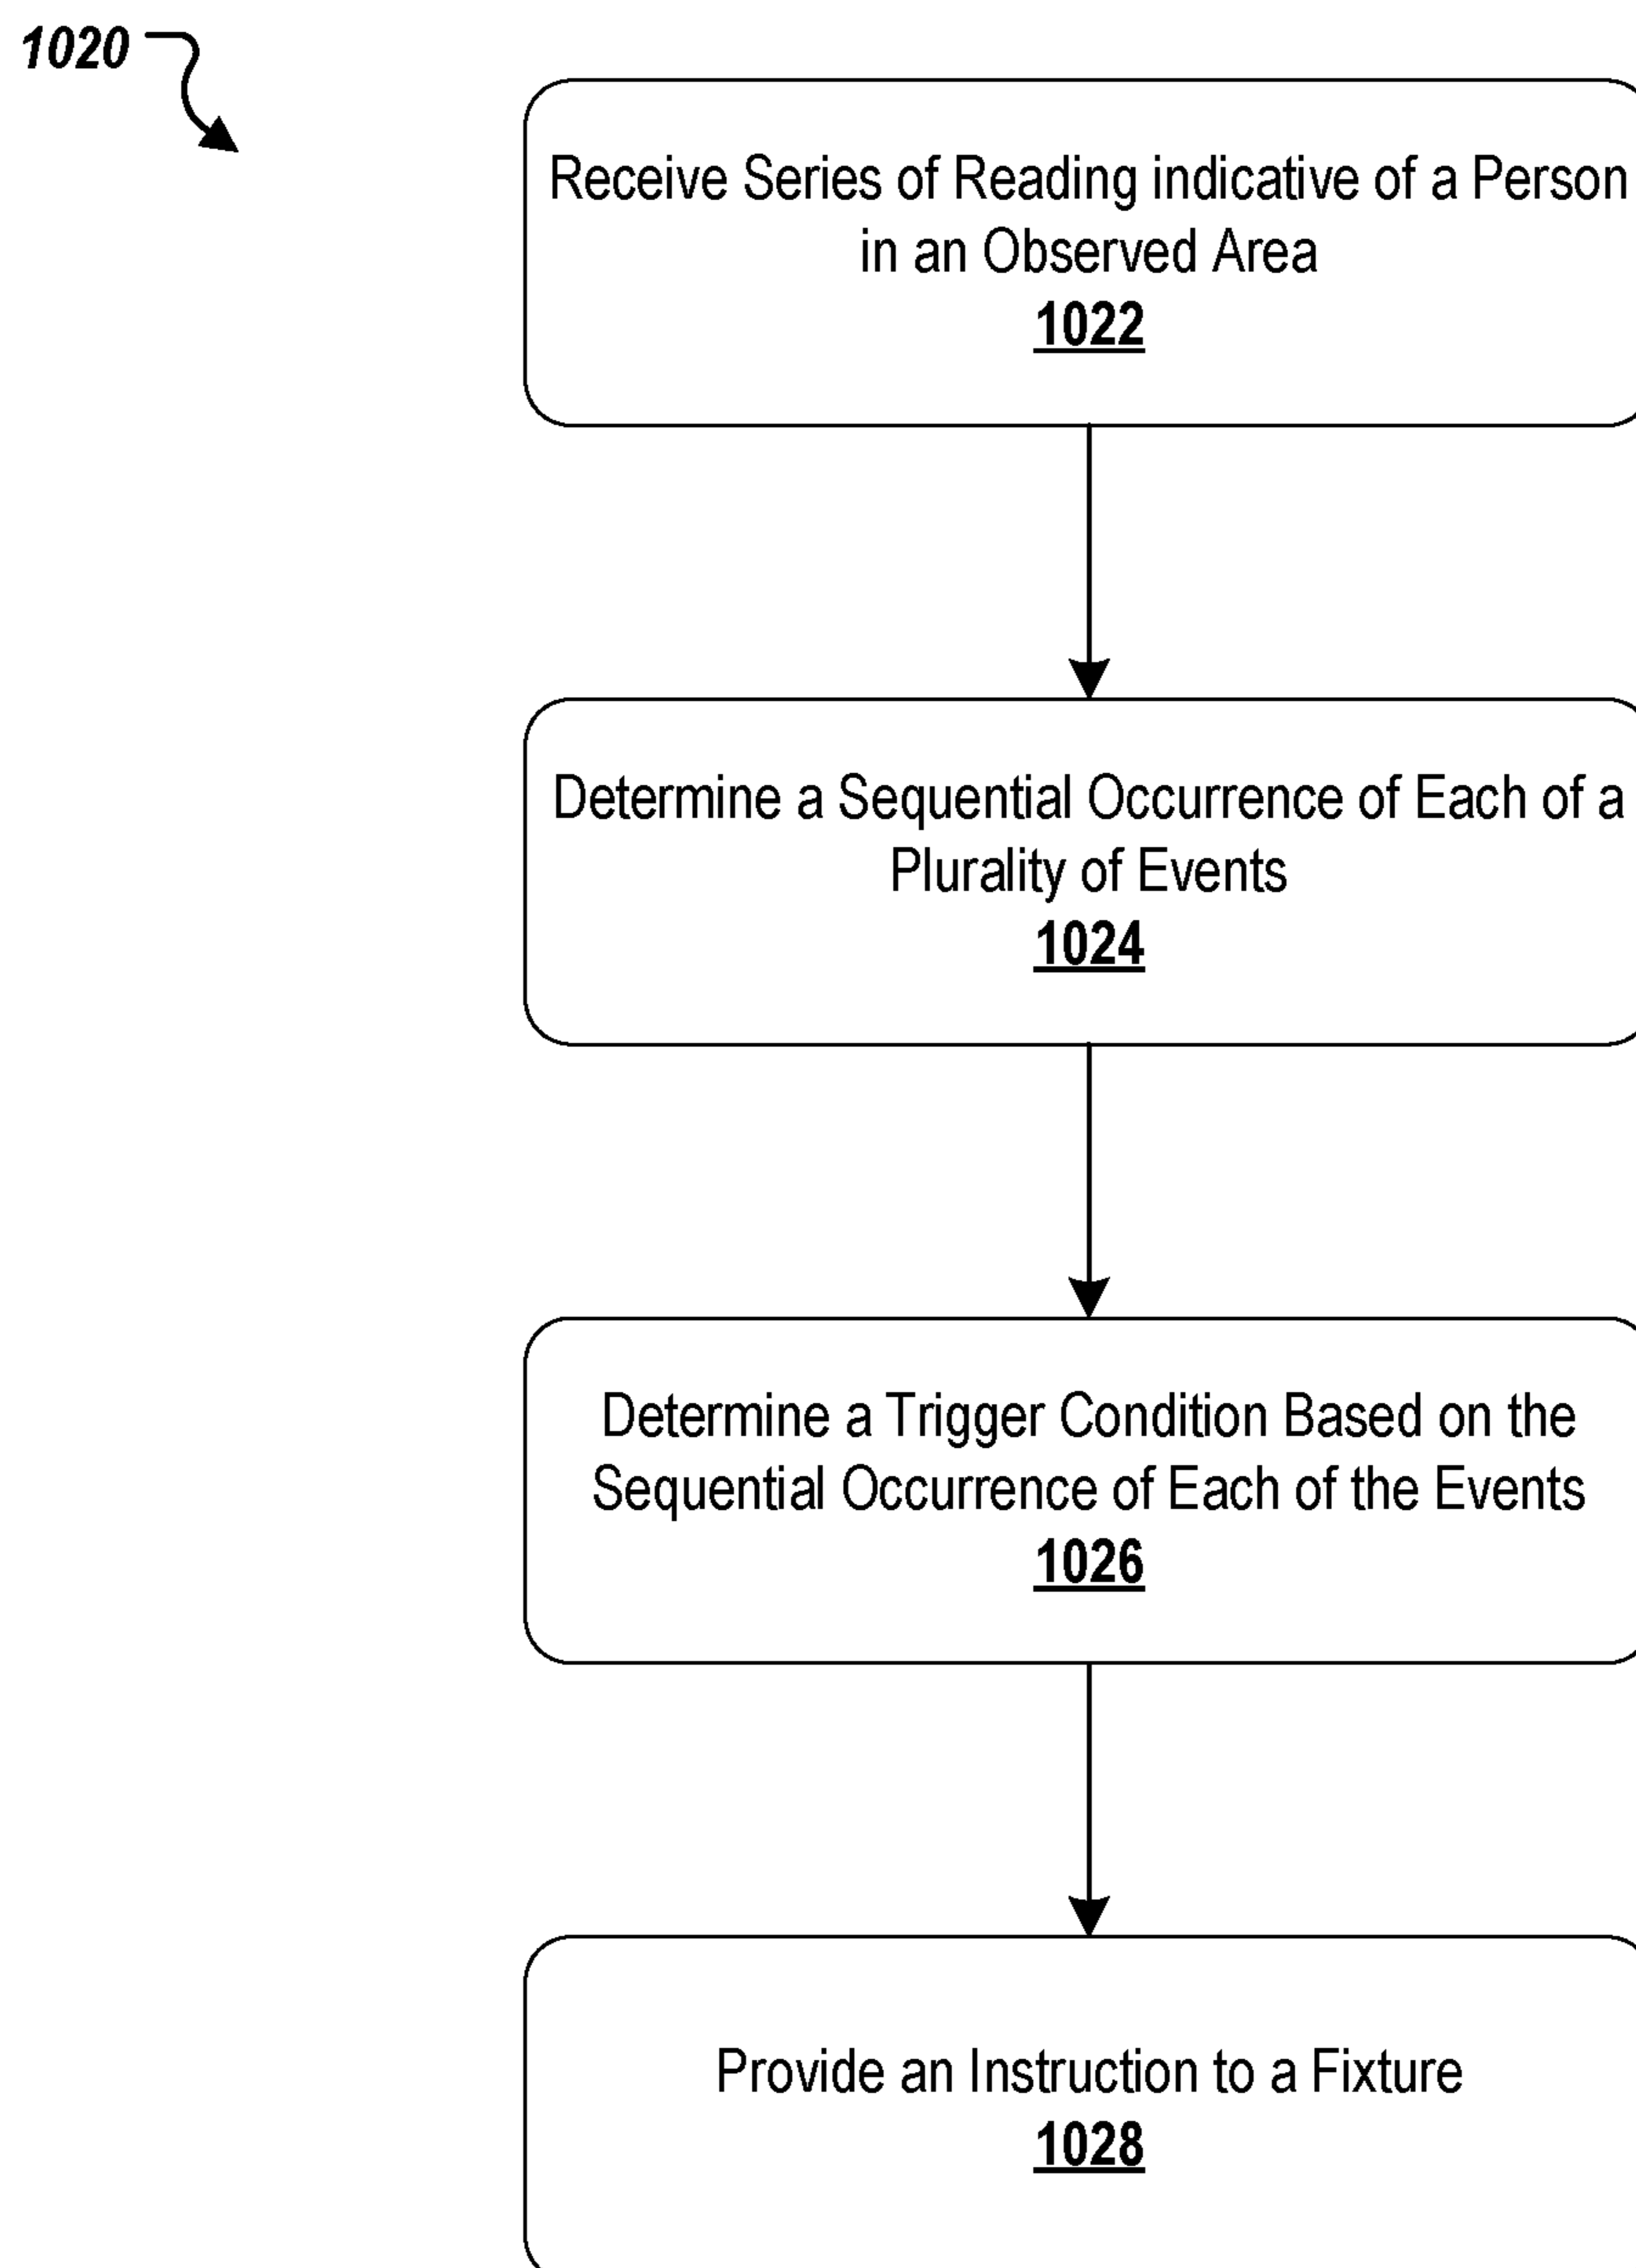 1020
Receive Series of Reading indicative of a Person
in an Observed Area
1022
Determine a Sequential Occurrence of Each of a
Plurality of Events
1024
Determine a Trigger Condition Based on the
Sequential Occurrence of Each of the Events
1026
Provide an Instruction to a Fixture
1028